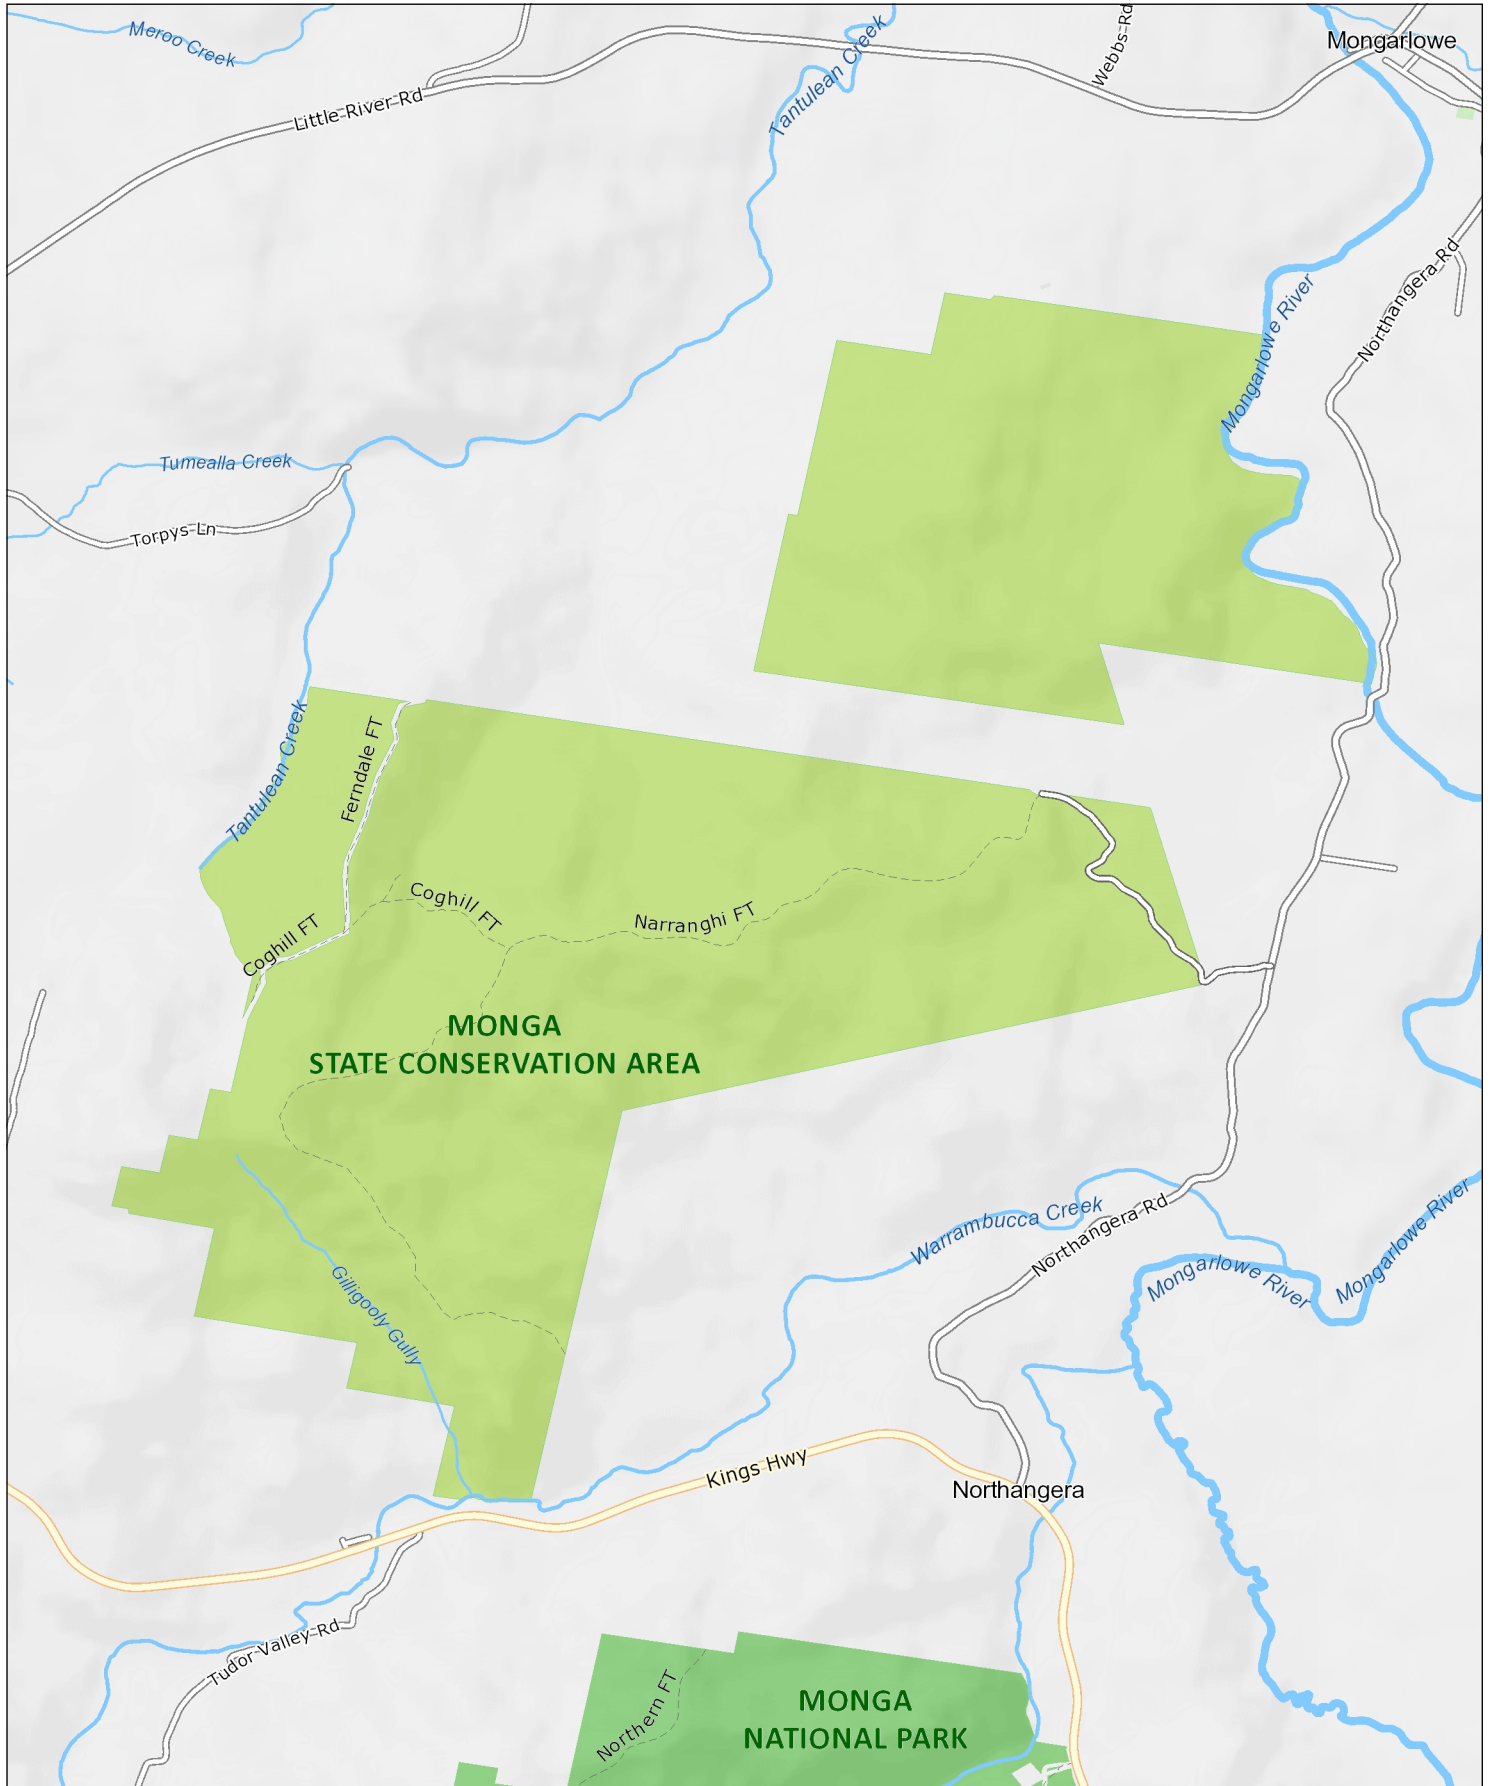 Meroo Creek
Mongarlowe
Webbs-Rd
Little-River Rd
Tantulean Creek
Northangera-Rd
Mongarlowe River
Tumealla Creek
Torpys-Ln
Tantulean Creek
Ferndale FT
Coghill FT
Narranghi FT
Coghill FT
MONGA
STATE CONSERVATION AREA
Warrambucca Creek
Northangera-Rd
Mongarlowe River
Mongarlowe River
Gilligooly Gully
Kings Hwy
Northangera
Tudor-Valley-Rd
Northern FT
MONGA
NATIONAL PARK